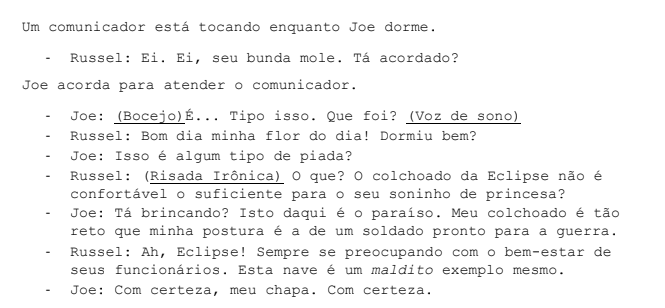 Um comunicador está tocando enquanto Joe dorme.
- Russel: Ei. Ei, seu bunda mole. Tá acordado?
Joe acorda para atender o comunicador.
- Joe: (Bocejo)É... Tipo isso. Que foi? (Voz de sono)
- Russel: Bom dia minha flor do dia! Dormiu bem?
- Joe: Isso é algum tipo de piada?
- Russel: (Risada Irônica) O que? O colchoado da Eclipse não é
confortável o suficiente para o seu soninho de princesa?
- Joe: Tá brincando? Isto daqui é o paraíso. Meu colchoado é tão
reto que minha postura é a de um soldado pronto para a guerra.
- Russel: Ah, Eclipse! Sempre se preocupando com o bem-estar de
seus funcionários. Esta nave é um maldito exemplo mesmo.
- Joe: Com certeza, meu chapa. Com certeza.